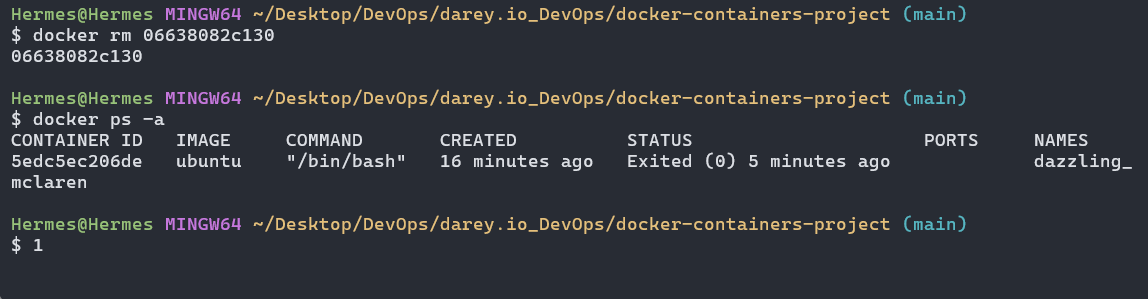 Hermes@Hermes MINGW64 ~/Desktop/DevOps/darey.io_DevOps/docker-containers-project (main)
$ docker rm 06638082c130
06638082c130
Hermes@Hermes MINGW64 ~/Desktop/DevOps/darey.io_DevOps/docker-containers-project (main)
$ docker ps -a
CONTAINER ID   IMAGE     COMMAND       CREATED          STATUS                     PORTS     NAMES
5edc5ec206de   ubuntu    "/bin/bash"   16 minutes ago   Exited (0) 5 minutes ago             dazzling_
mclaren
Hermes@Hermes MINGW64 ~/Desktop/DevOps/darey.io_DevOps/docker-containers-project (main)
$ 1